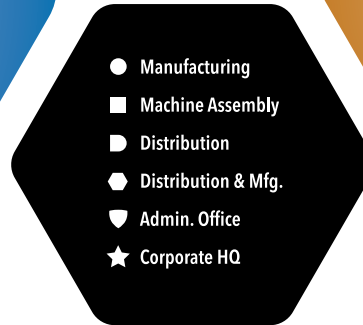 Manufacturing
Machine Assembly
Distribution
Distribution & Mfg.
Admin. Office
Corporate HQ